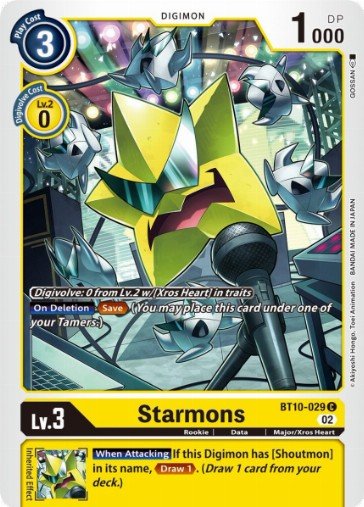 Play Cost
3
DIGIMON
DP
1000
Digivolve Cost
Lv.2
0
GOSSAN
© Akiyoshi Hongo, Toei Animation BANDAI MADE IN JAPAN
Digivolve: 0 from Lv.2 w/[Xros Heart] in traits
On Deletion Save (You may place this card under one of
your Tamers.)
BT10-029 C
Lv.3
Starmons
02
Rookie | Data | Major/Xros Heart
Inherited Effect
When Attacking If this Digimon has [Shoutmon]
in its name, Draw 1. (Draw 1 card from your
deck.)